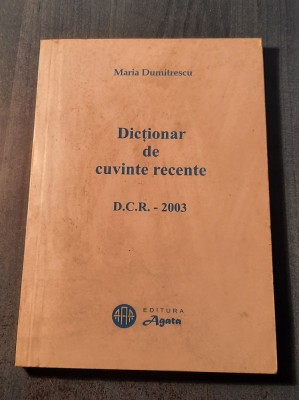 Maria Dumitrescu
Dicționar
de
cuvinte recente
D.C.R. - 2003
EDITURA
Agata